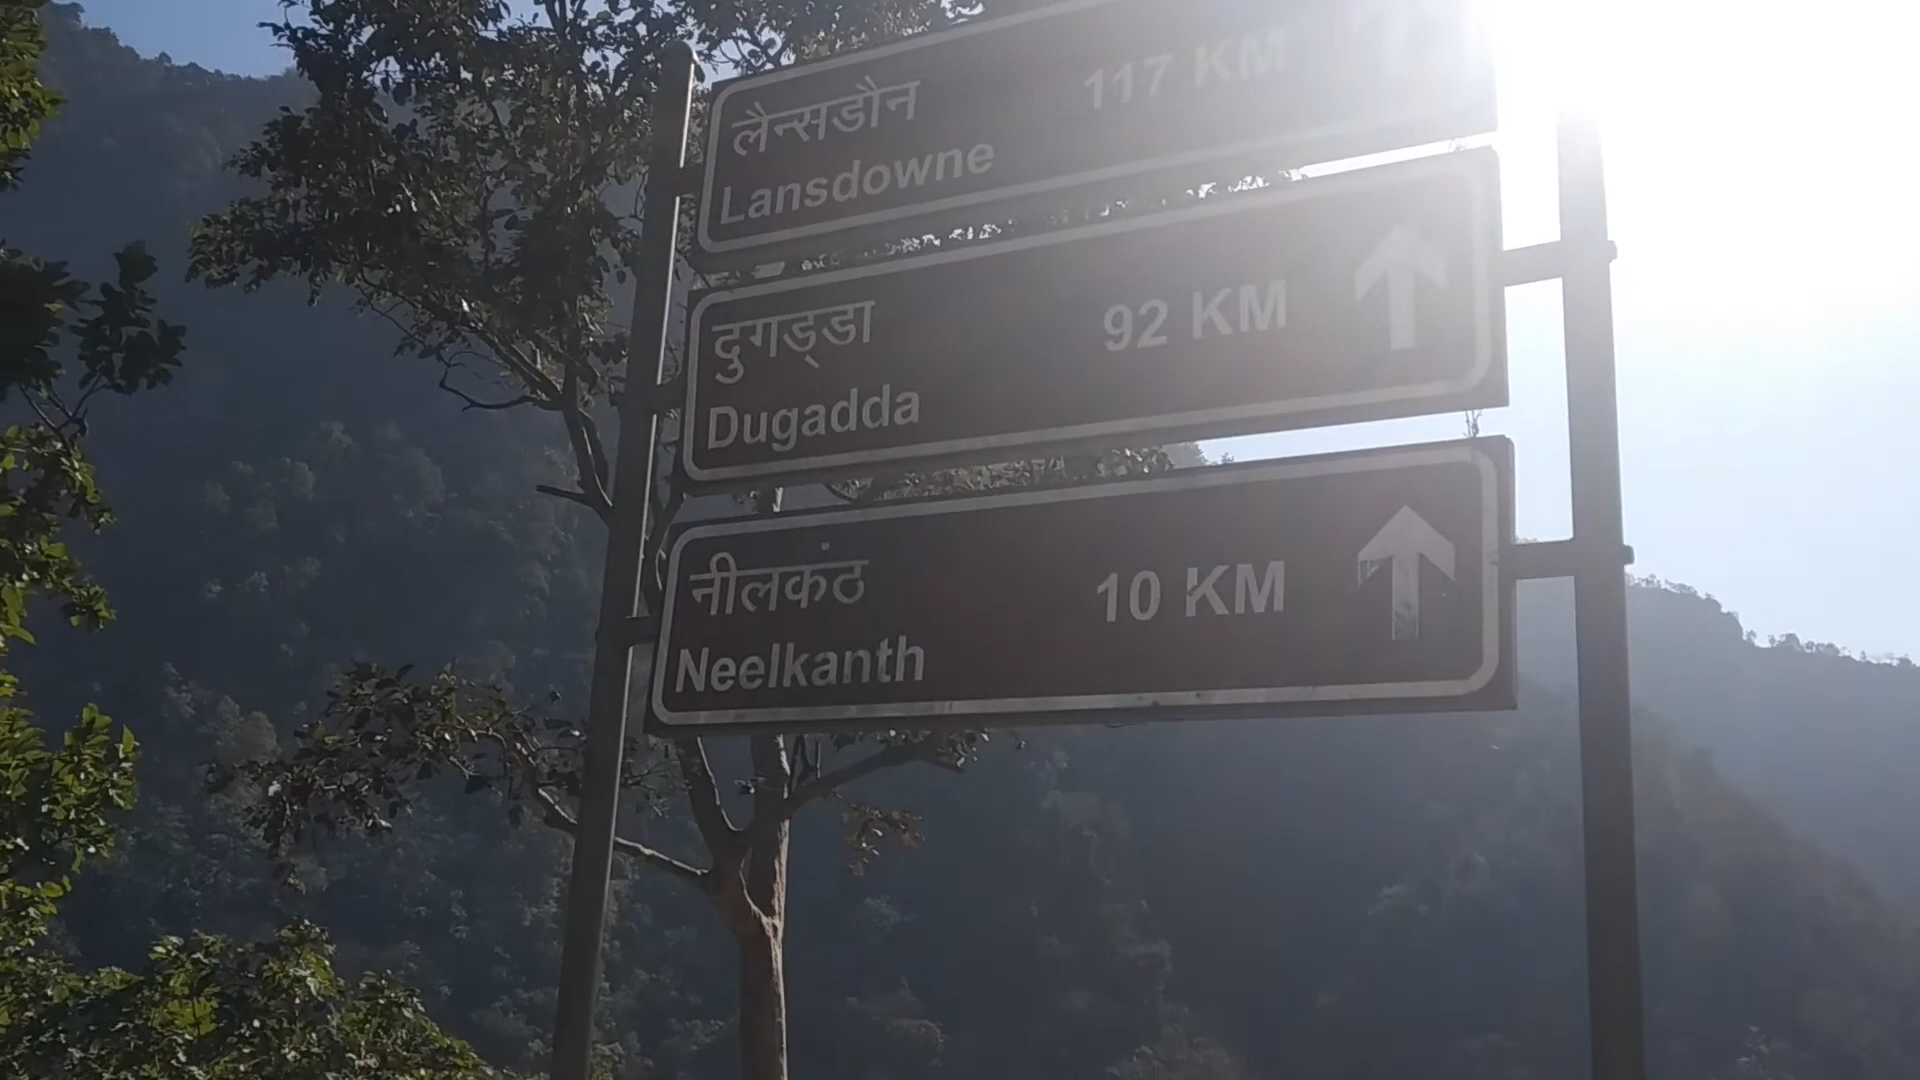 लैन्सडौन 117 KM
Lansdowne
दुगड्डा 92 KM
Dugadda
नीलकंठ 10 KM
Neelkanth